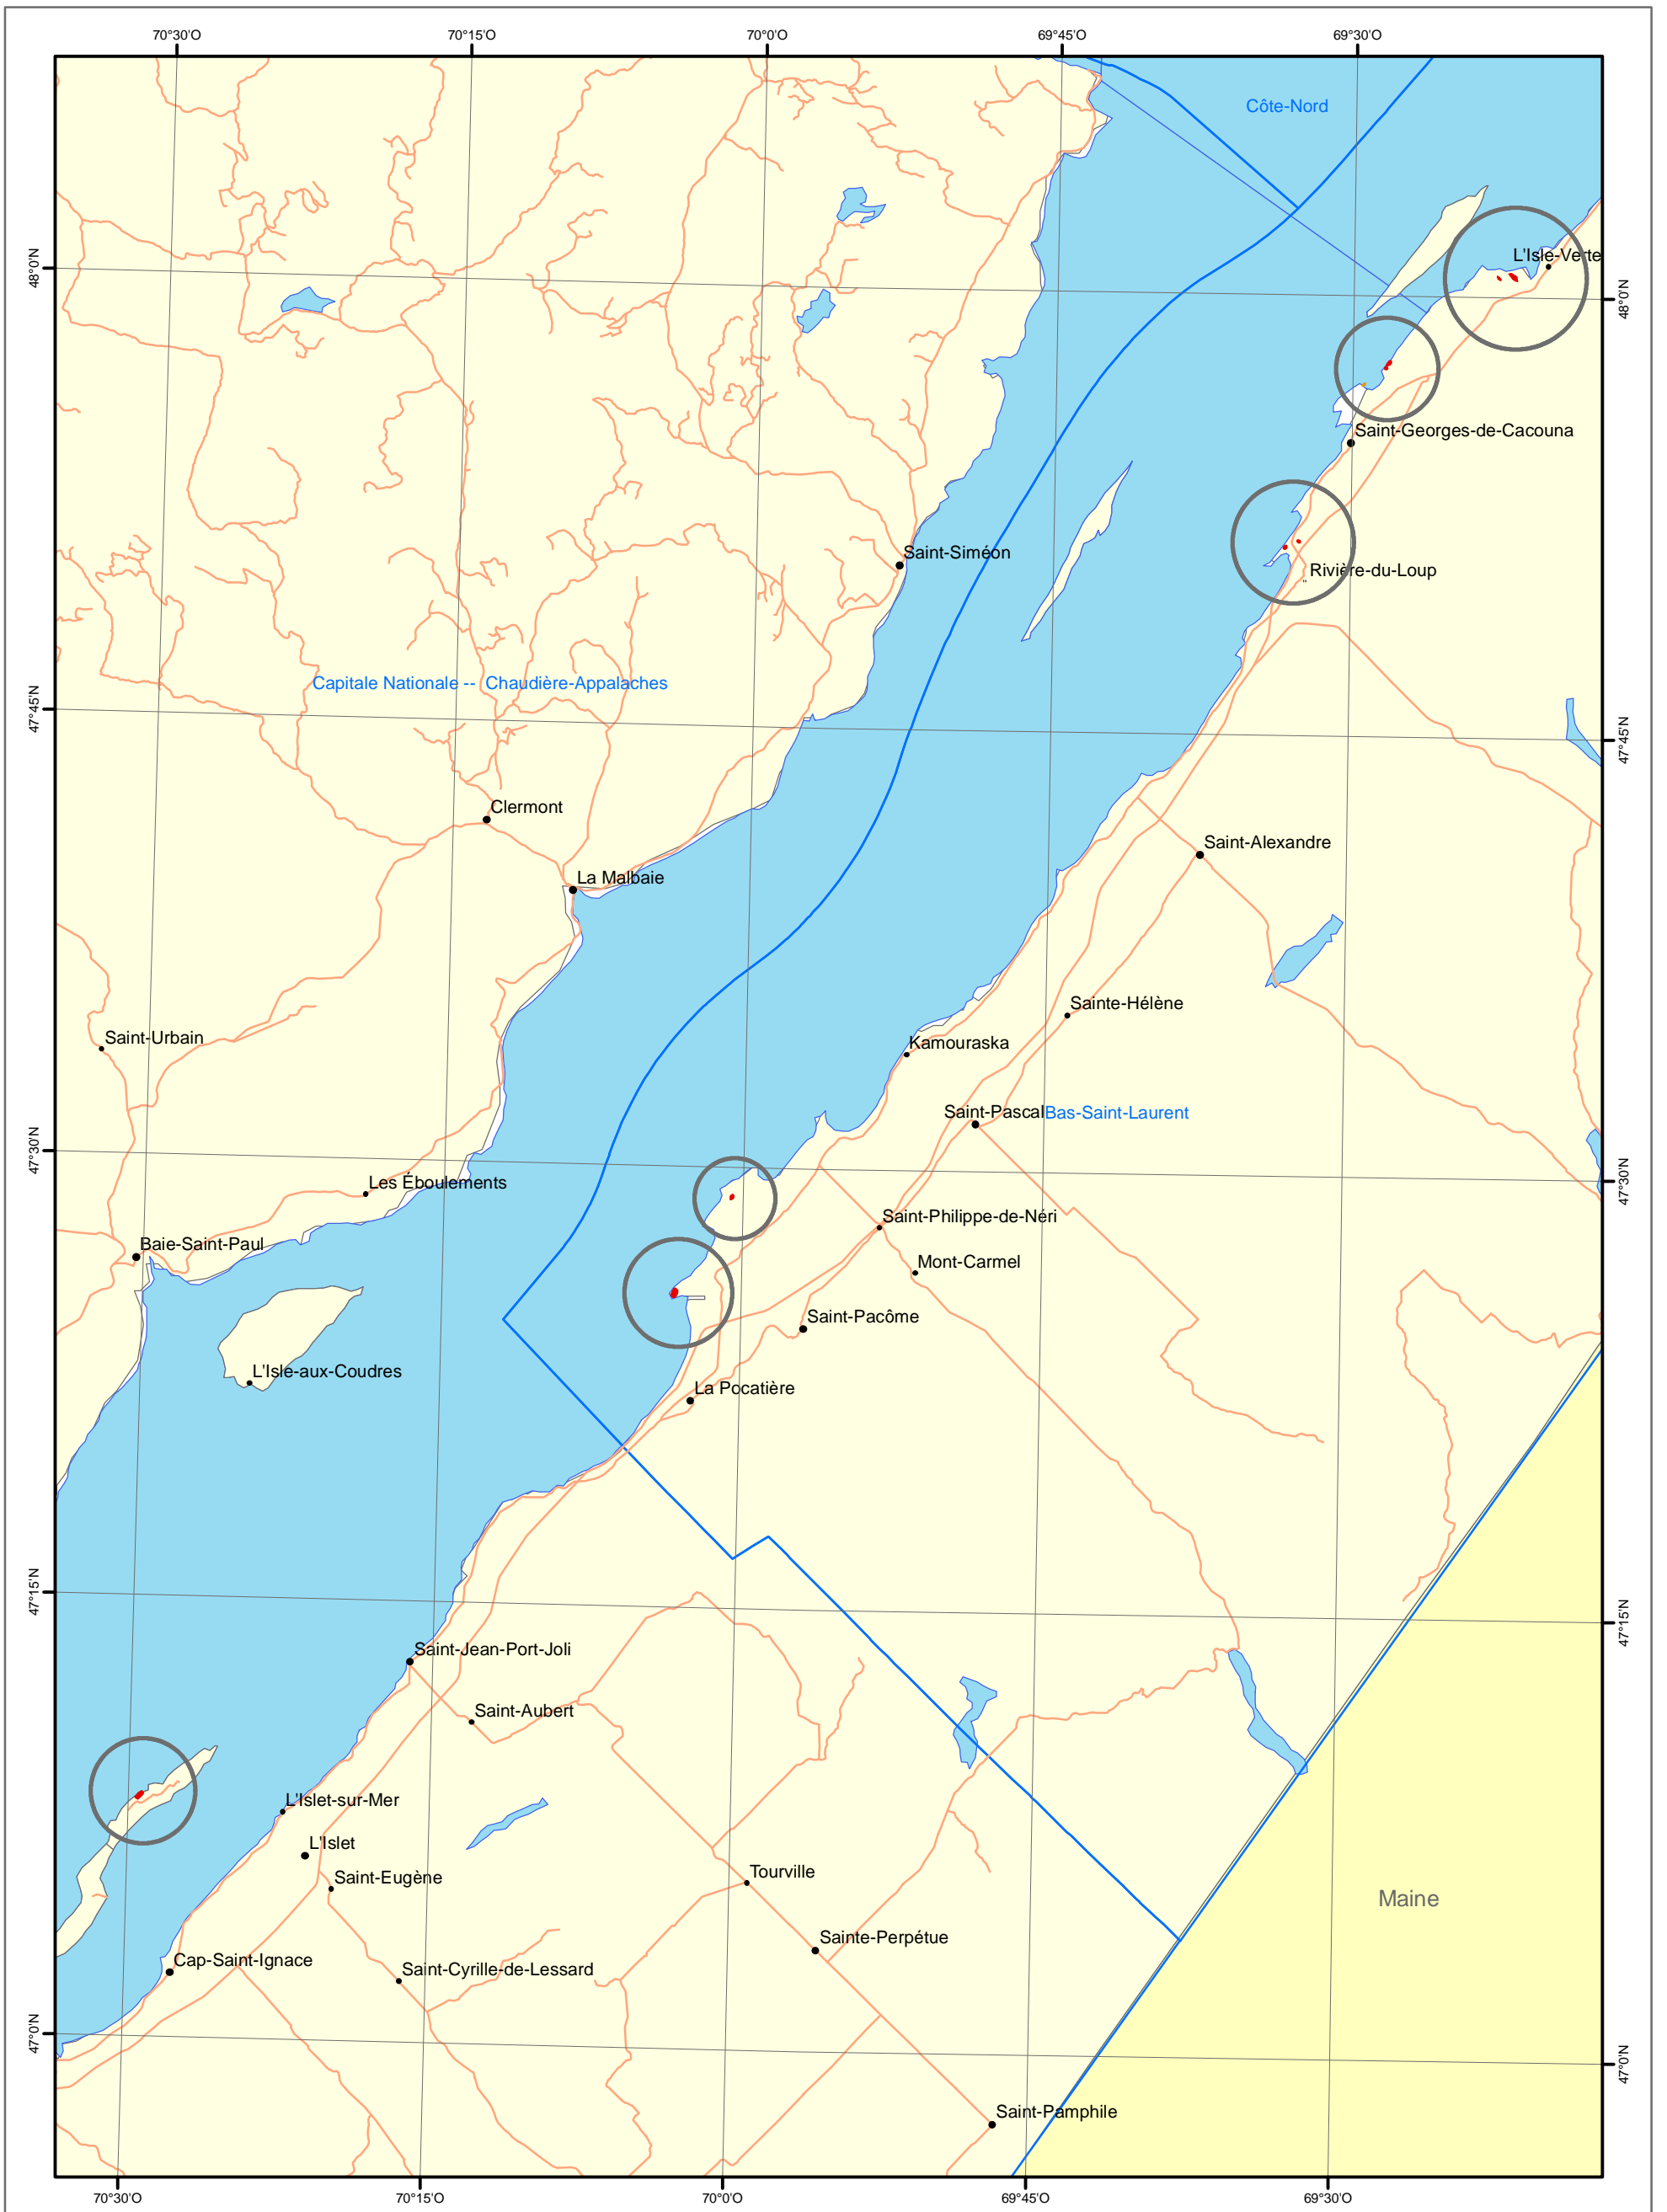 70°30'O
70°15'O
70°0'O
69°45'O
69°30'O
Côte-Nord
48°0'N
L'Isle-Verte
48°0'N
Saint-Georges-de-Cacouna
Saint-Siméon
Rivière-du-Loup
Capitale Nationale -- Chaudière-Appalaches
47°45'N
47°45'N
Clermont
Saint-Alexandre
La Malbaie
Sainte-Hélène
Saint-Urbain
Kamouraska
Saint-Pascal
Bas-Saint-Laurent
47°30'N
47°30'N
Les Éboulements
Saint-Philippe-de-Néri
Baie-Saint-Paul
Mont-Carmel
Saint-Pacôme
L'Isle-aux-Coudres
La Pocatière
47°15'N
47°15'N
Saint-Jean-Port-Joli
Saint-Aubert
L'Islet-sur-Mer
L'Islet
Saint-Eugène
Tourville
Maine
Sainte-Perpétue
Cap-Saint-Ignace
Saint-Cyrille-de-Lessard
47°0'N
47°0'N
Saint-Pamphile
70°30'O
70°15'O
70°0'O
69°45'O
69°30'O